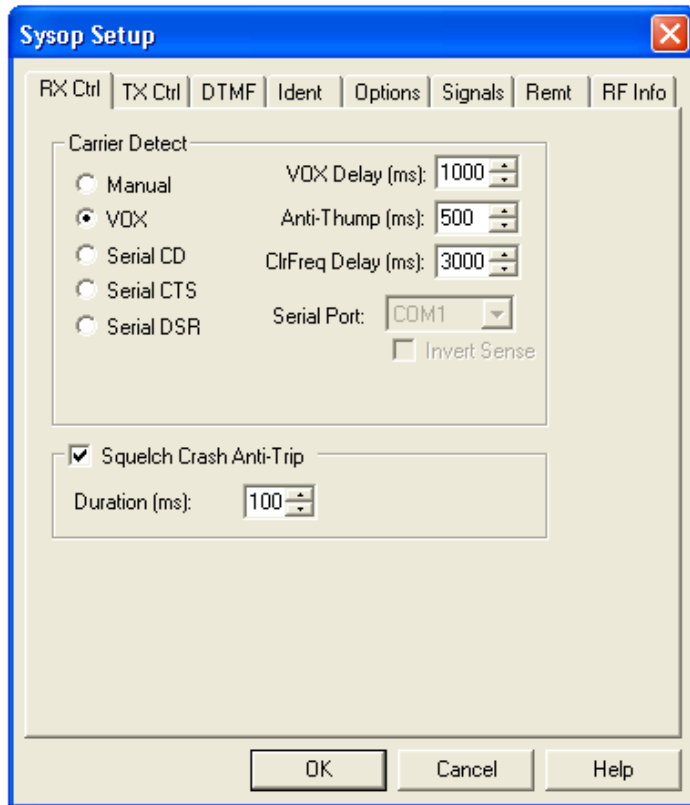 Sysop Setup
RX Ctrl TX Ctrl DTMF Ident Options Signals Remt RF Info
Carrier Detect
Manual
VOX
Serial CD
Serial CTS
Serial DSR
VOX Delay (ms): 1000
Anti-Thump (ms): 500
ClrFreq Delay (ms): 3000
Serial Port: COM1
Invert Sense
Squelch Crash Anti-Trip
Duration (ms): 100
OK Cancel Help